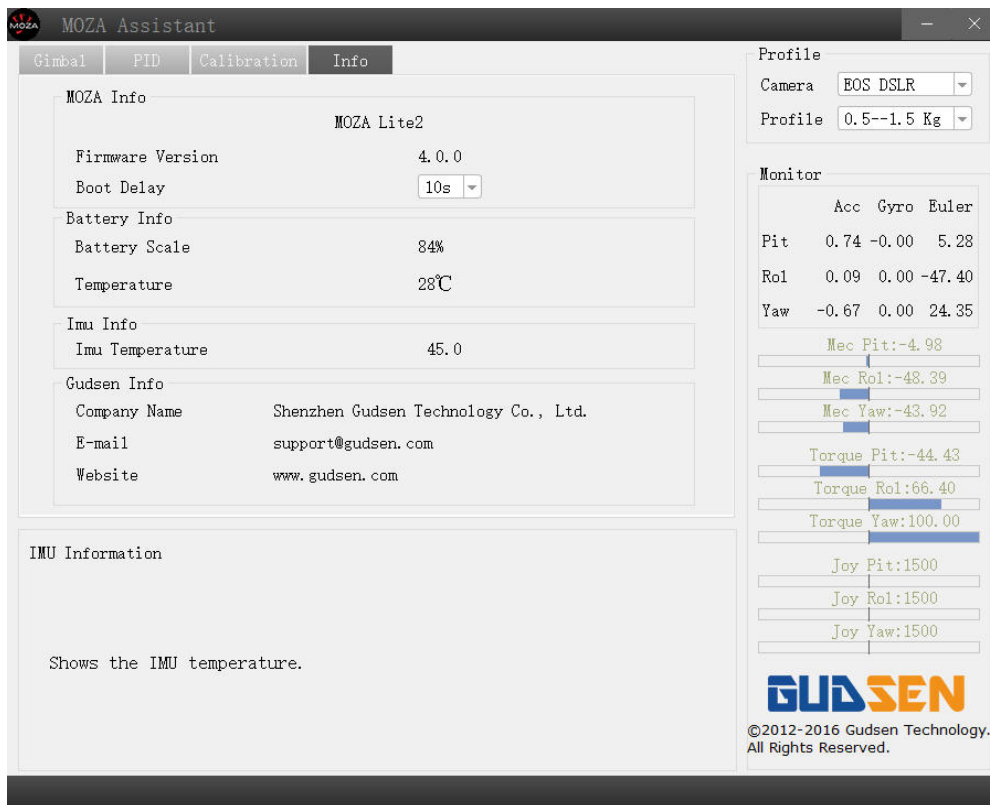 MOZA MOZA Assistant
Gimbal PID Calibration Info
MOZA Info
MOZA Lite2
Firmware Version 4.0.0
Boot Delay 10s
Battery Info
Battery Scale 84%
Temperature 28℃
Imu Info
Imu Temperature 45.0
Gudsen Info
Company Name Shenzhen Gudsen Technology Co., Ltd.
E-mail support@gudsen.com
Website www.gudsen.com
IMU Information
Shows the IMU temperature.
Profile
Camera EOS DSLR
Profile 0.5--1.5 Kg
Monitor
Acc Gyro Euler
Pit 0.74 -0.00 5.28
Rol 0.09 0.00 -47.40
Yaw -0.67 0.00 24.35
Mec Pit:-4.98
Mec Rol:-48.39
Mec Yaw:-43.92
Torque Pit:-44.43
Torque Rol:66.40
Torque Yaw:100.00
Joy Pit:1500
Joy Rol:1500
Joy Yaw:1500
GUDSEN
©2012-2016 Gudsen Technology.
All Rights Reserved.